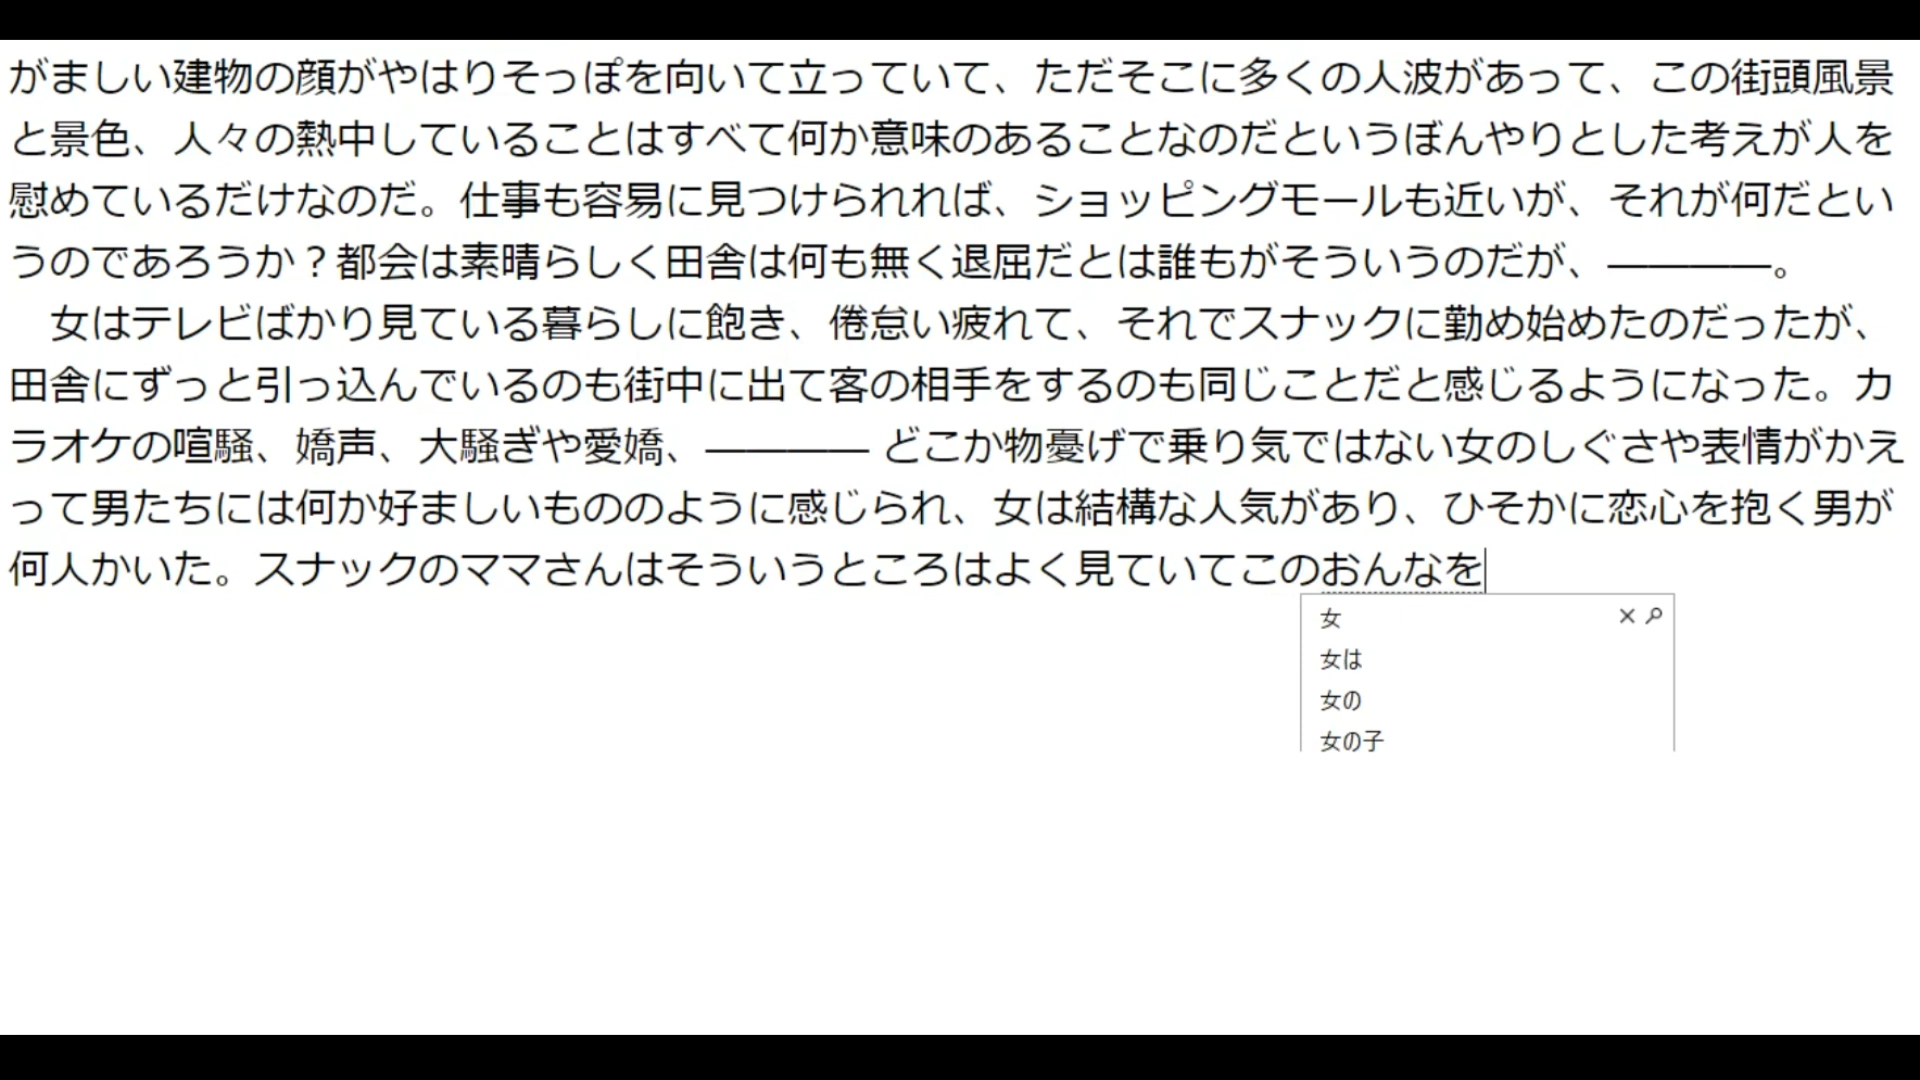 がましい建物の顔がやはりそっぽを向いて立っていて、ただそこに多くの人波があって、この街頭風景
と景色、人々の熱中していることはすべて何か意味のあることなのだというぼんやりとした考えが人を
慰めているだけなのだ。仕事も容易に見つけられれば、ショッピングモールも近いが、それが何だとい
うのであろうか？都会は素晴らしく田舎は何も無く退屈だとは誰もがそういうのだが、――――。
　女はテレビばかり見ている暮らしに飽き、倦怠い疲れて、それでスナックに勤め始めたのだったが、
田舎にずっと引っ込んでいるのも街中に出て客の相手をするのも同じことだと感じるようになった。カ
ラオケの喧騒、嬌声、大騒ぎや愛嬌、―――― どこか物憂げで乗り気ではない女のしぐさや表情がかえ
って男たちには何か好ましいもののように感じられ、女は結構な人気があり、ひそかに恋心を抱く男が
何人かいた。スナックのママさんはそういうところはよく見ていてこのおんなを
女
女は
女の
女の子